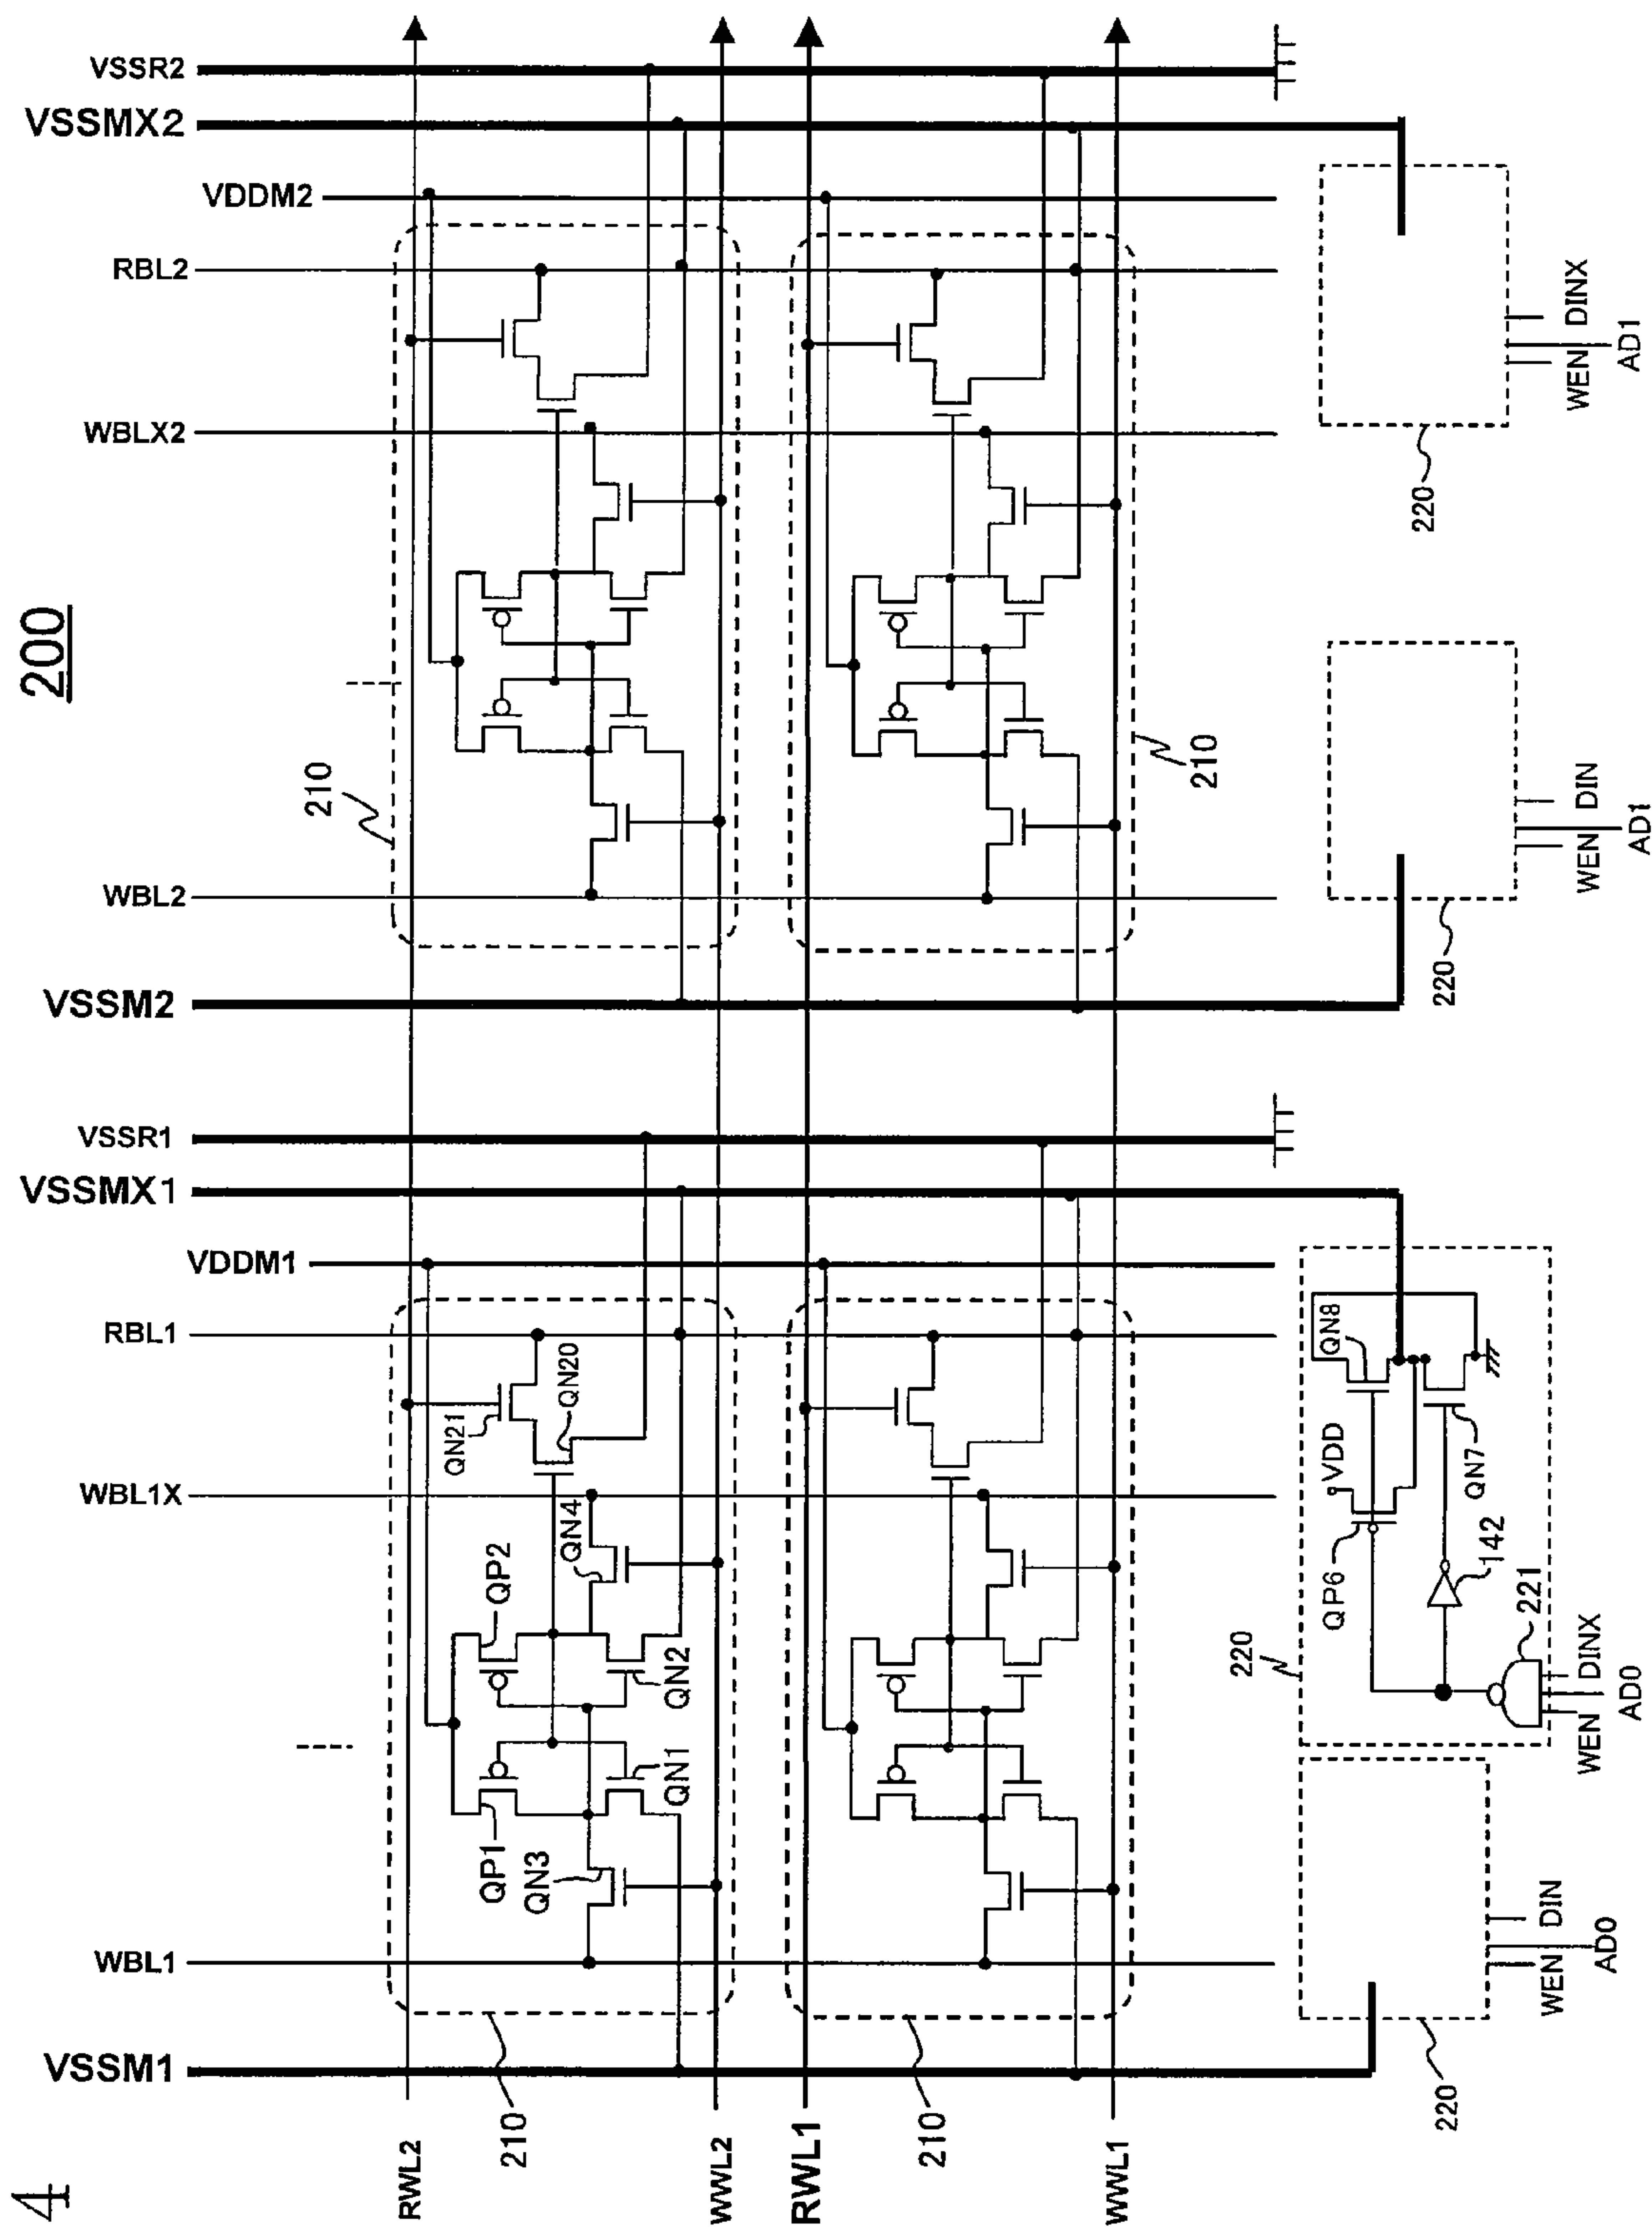 4
200
VSSM1
WBL1
WBL1X
RBL1
VDDM1
VSSMX1
VSSR1
VSSM2
WBL2
WBLX2
RBL2
VDDM2
VSSMX2
VSSR2
RWL2
210
QP1
QN3
QN1
QP2
QN2
QN4
QN21
QN20
210
WWL2
RWL1
210
210
WWL1
220
WEN
DIN
AD0
220
QP6
VDD
QN8
QN7
142
221
WEN
DINX
AD0
220
WEN
DIN
AD1
220
WEN
DINX
AD1